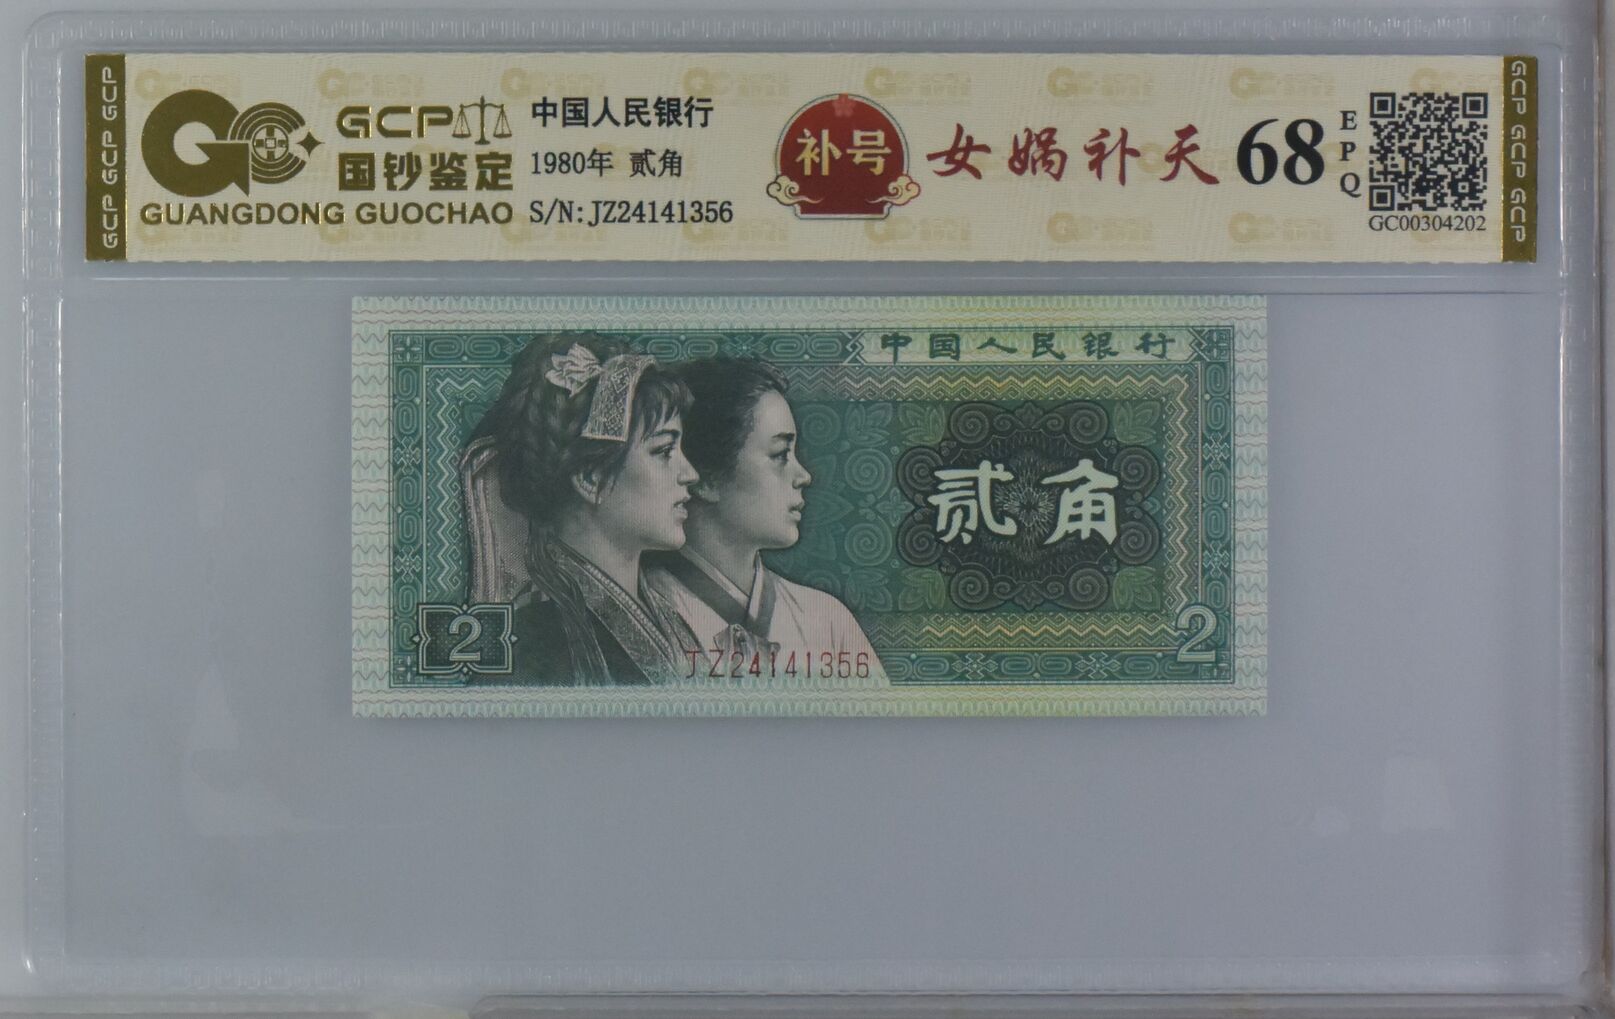 GCP GCP GCP
GCP
国钞鉴定
GUANGDONG GUOCHAO
中国人民银行
1980年 贰角
S/N:JZ24141356
补号
女娲补天
68
EPQ
GC00304202
GCP GCP GCP
中国人民银行
贰角
2
2
JZ24141356